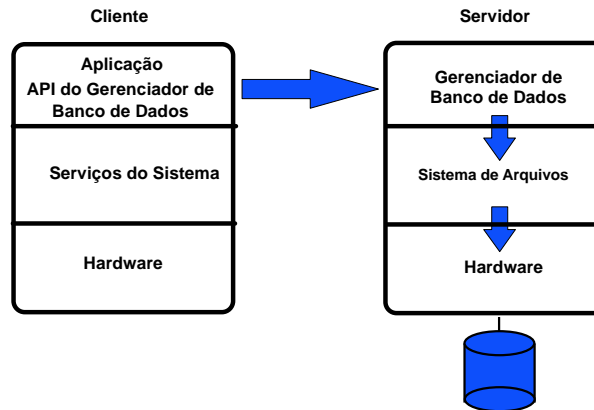 Cliente
Servidor
Aplicação
API do Gerenciador de
Banco de Dados
Gerenciador de
Banco de Dados
Serviços do Sistema
Sistema de Arquivos
Hardware
Hardware